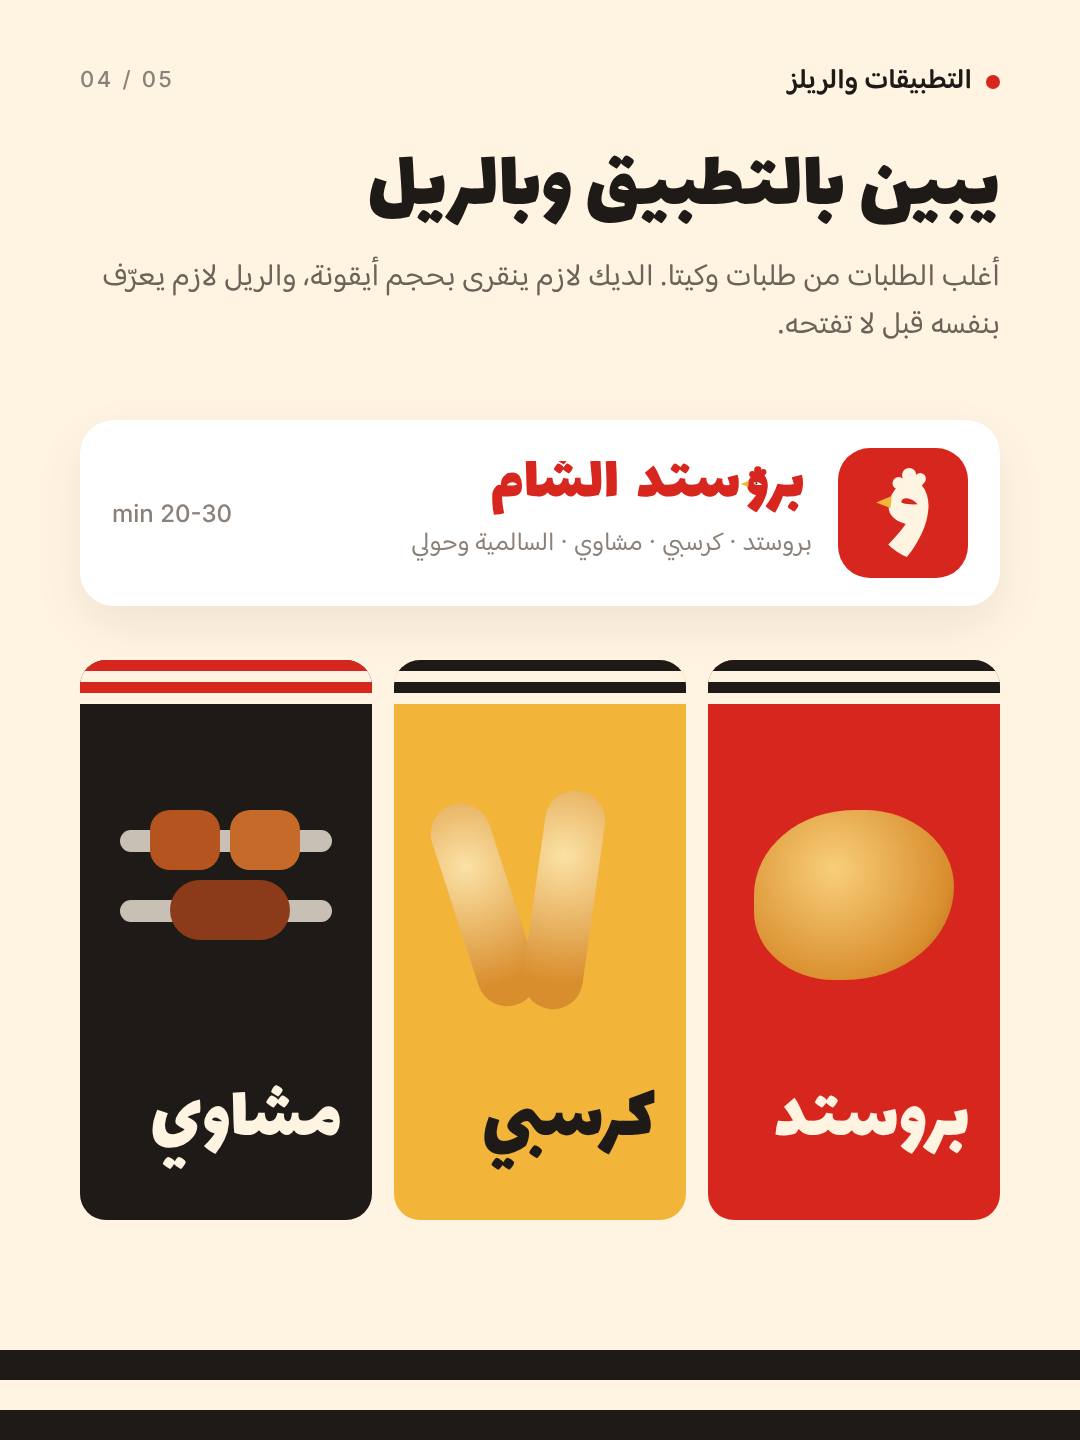 التطبيقات والريلز
04 / 05
يبين بالتطبيق وبالريل
أغلب الطلبات من طلبات وكيتا. الديك لازم ينقرى بحجم أيقونة، والريل لازم يعرّف
بنفسه قبل لا تفتحه.
بروستد الشام
بروستد · كرسبي · مشاوي · السالمية وحولي
20-30 min
بروستد
كرسبي
مشاوي